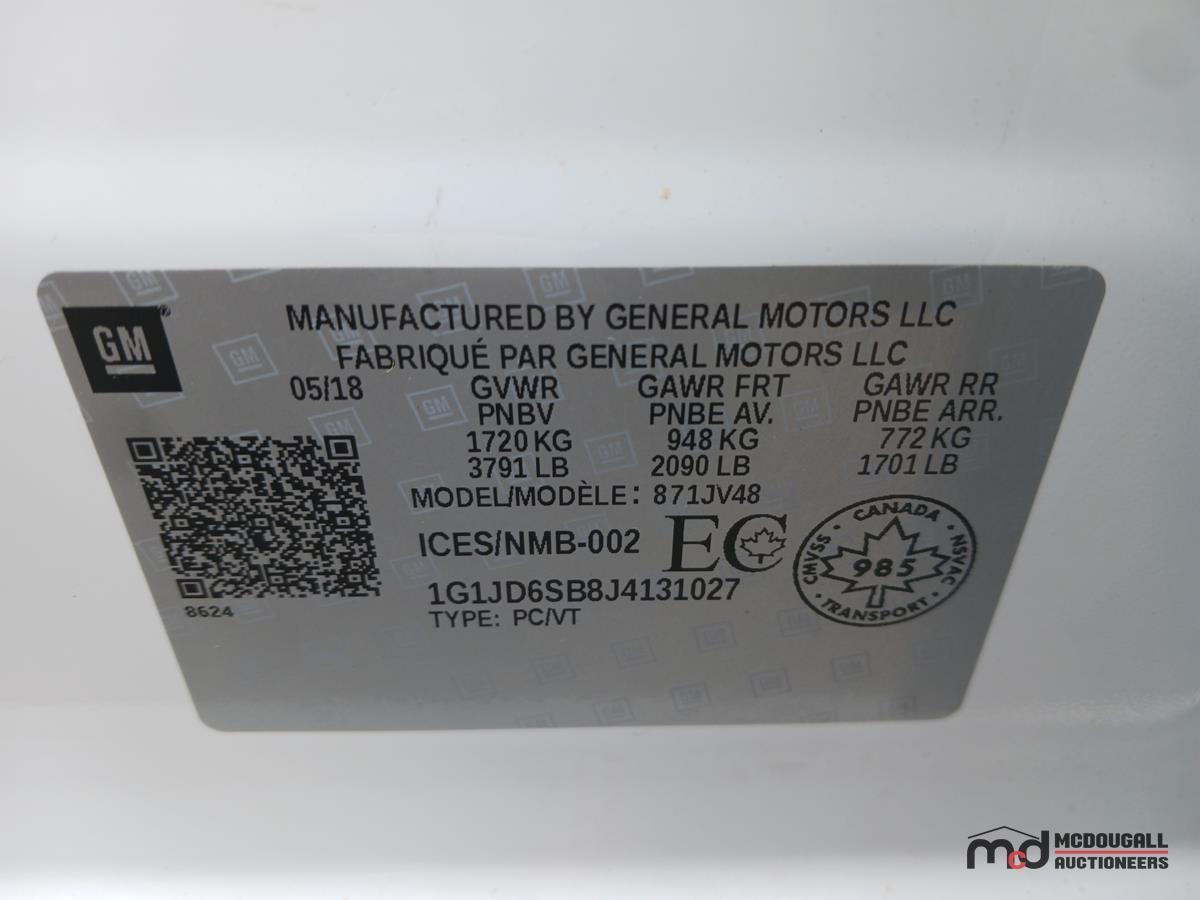 GM
MANUFACTURED BY GENERAL MOTORS LLC
FABRIQUÉ PAR GENERAL MOTORS LLC
05/18 GVWR GAWR FRT GAWR RR
PNBV PNBE AV. PNBE ARR.
1720 KG 948 KG 772 KG
3791 LB 2090 LB 1701 LB
MODEL/MODÈLE: 871JV48
ICES/NMB-002 EC
1G1JD6SB8J4131027
TYPE: PC/VT
8624
CANADA
CMVSS 985 NSVAC
TRANSPORT
mcd MCDOUGALL
AUCTIONEERS